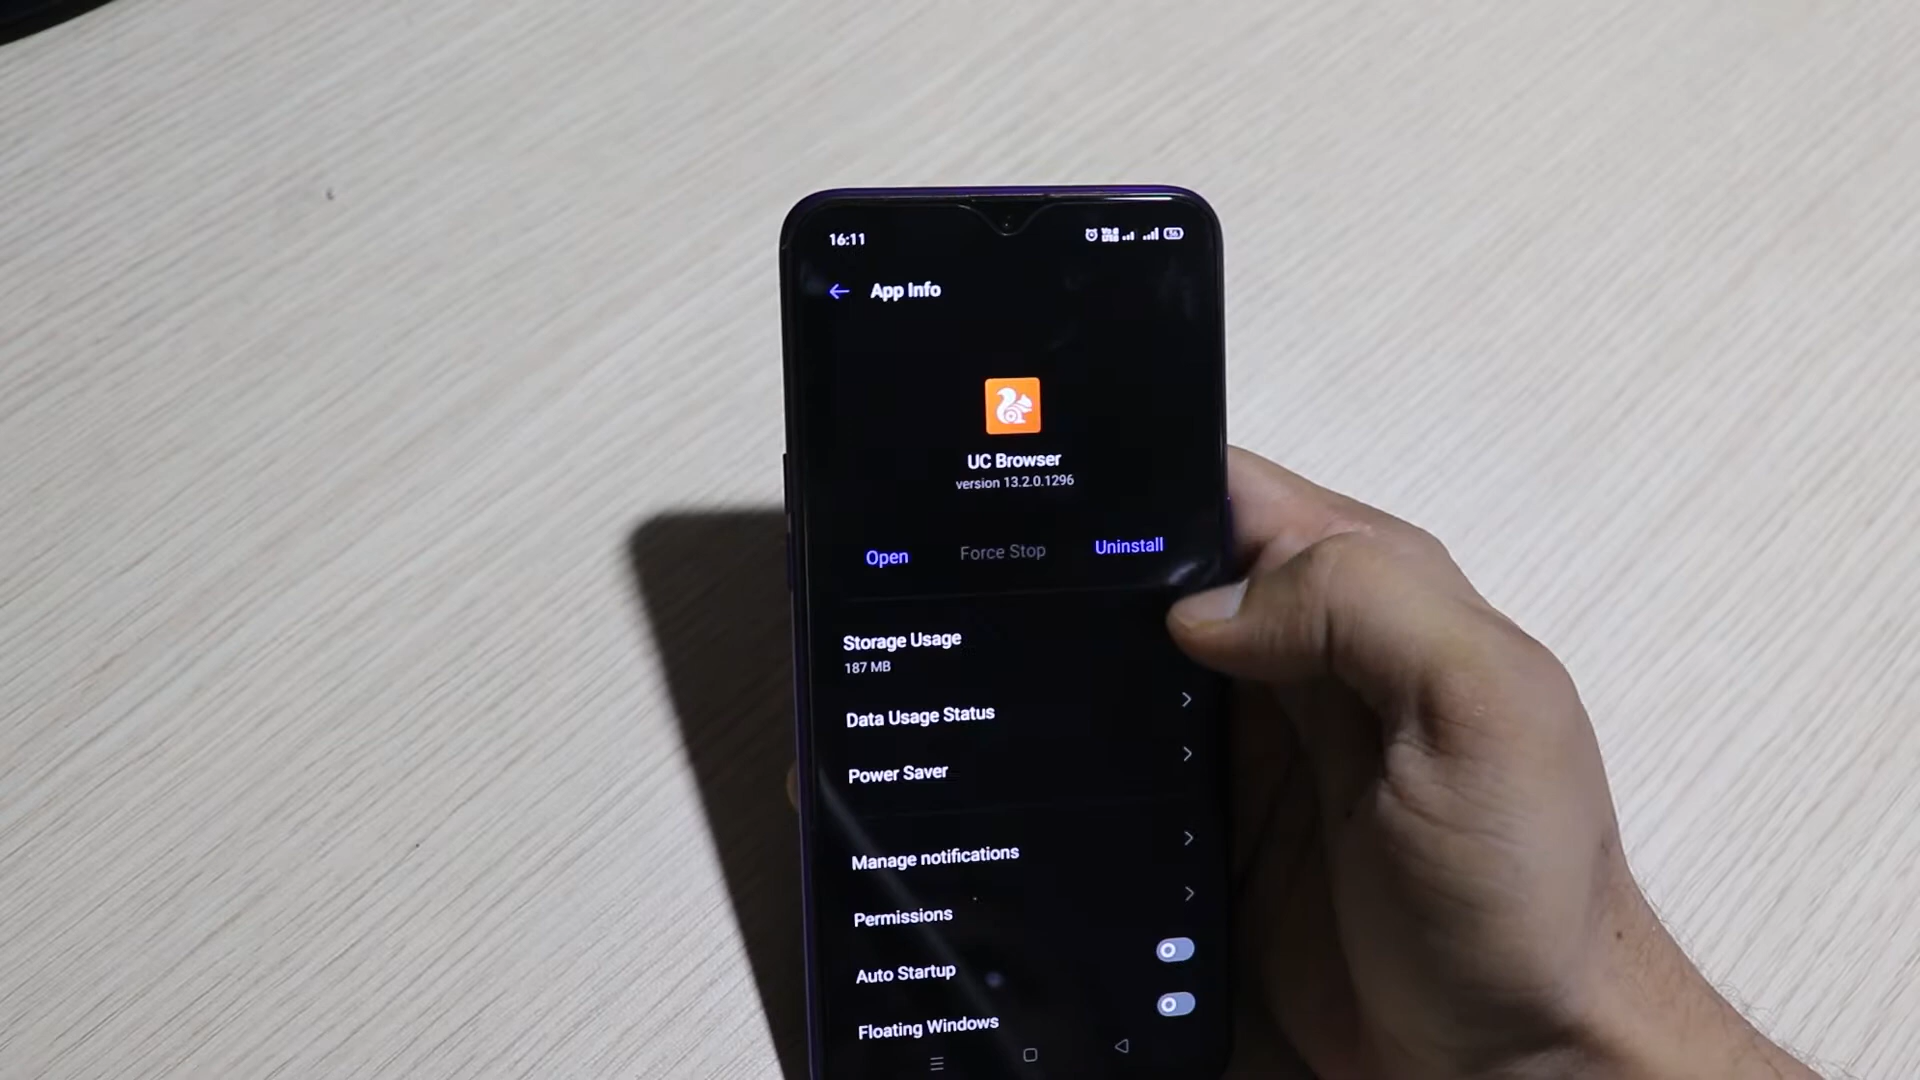 16:11
App Info
UC Browser
version 13.2.0.1296
Open Force Stop Uninstall
Storage Usage
187 MB
Data Usage Status
Power Saver
Manage notifications
Permissions
Auto Startup
Floating Windows